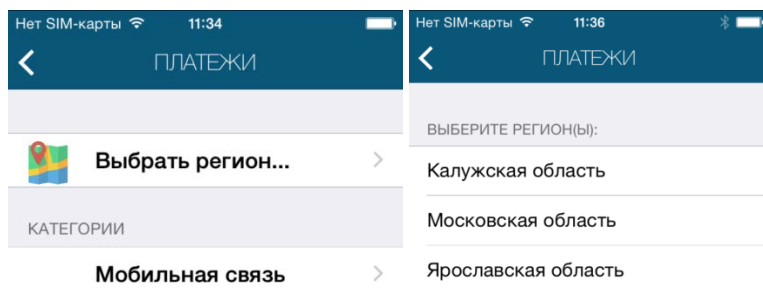 Нет SIM-карты 11:34
ПЛАТЕЖИ
Выбрать регион...
КАТЕГОРИИ
Мобильная связь
Нет SIM-карты 11:36
ПЛАТЕЖИ
ВЫБЕРИТЕ РЕГИОН(Ы):
Калужская область
Московская область
Ярославская область